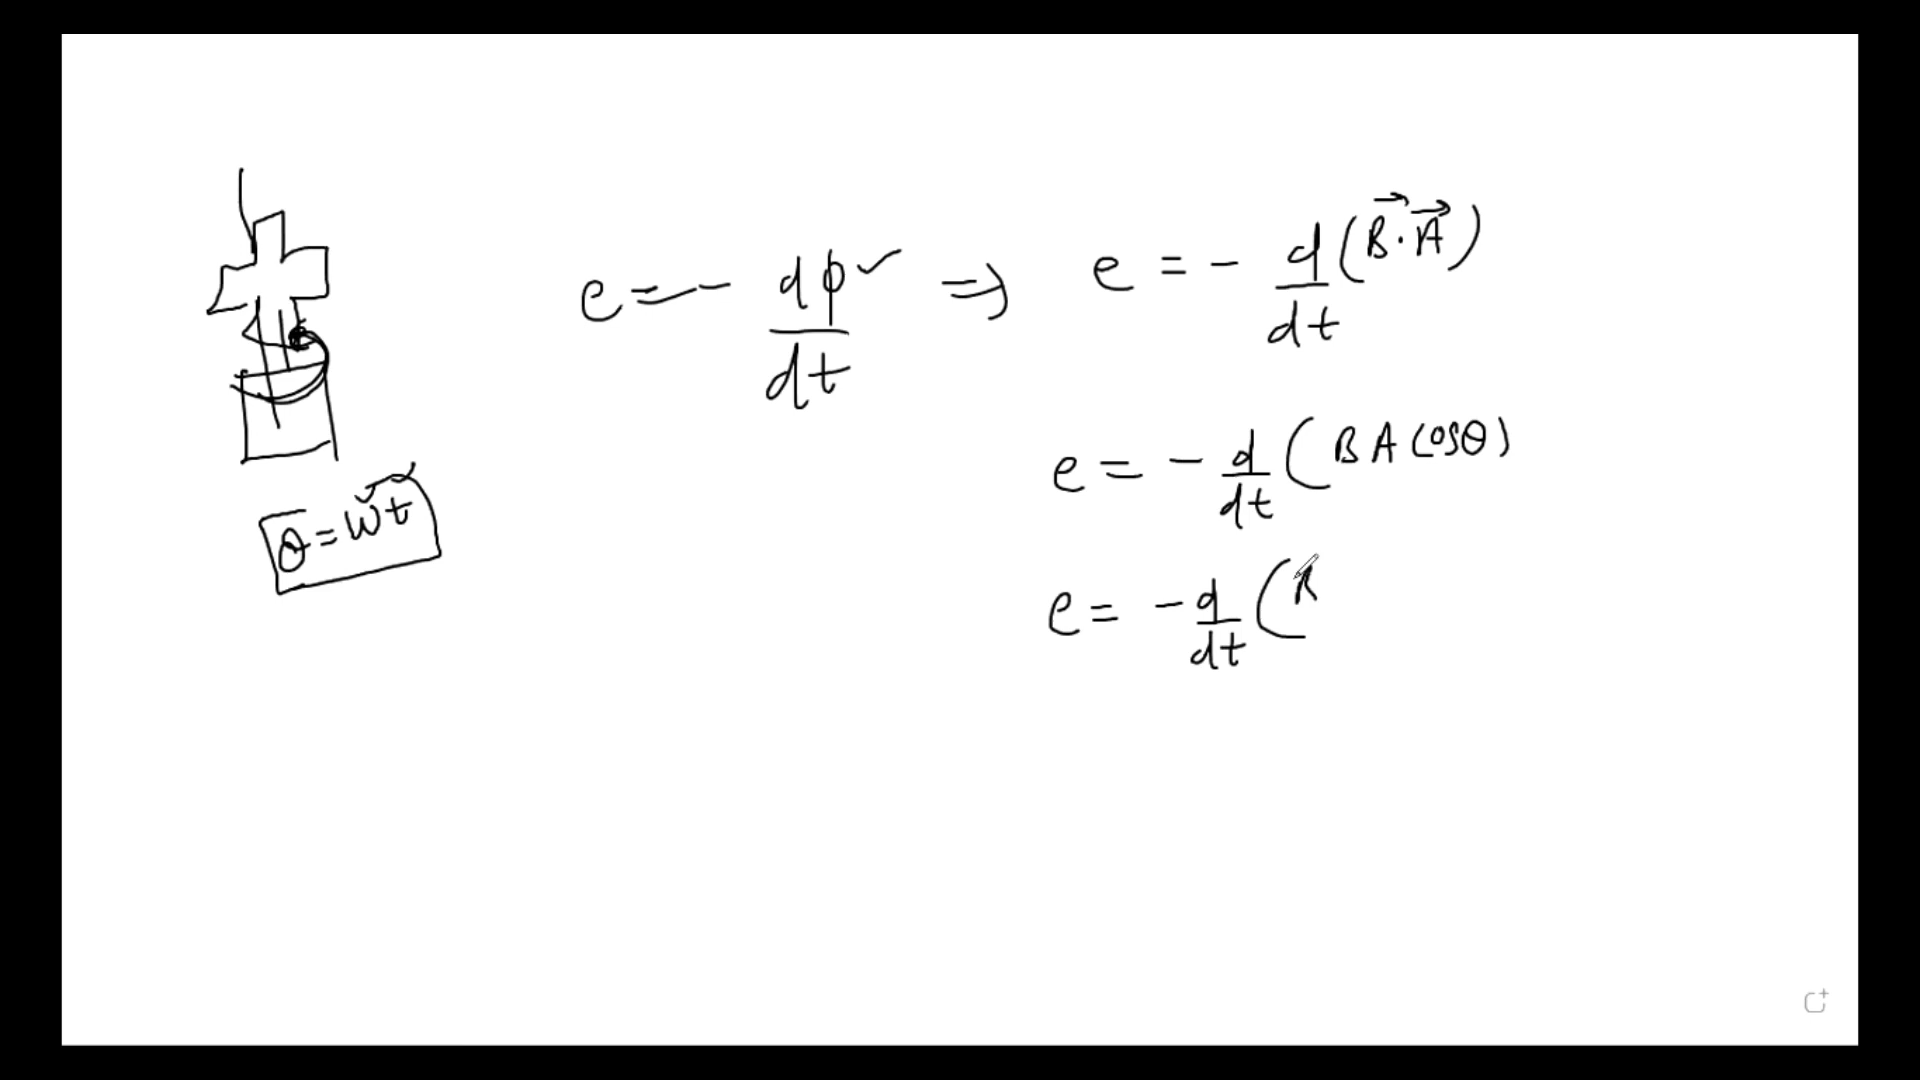 e = - dφ/dt ⇒ e = - d/dt (B⃗·A⃗)
e = - d/dt (BA cosθ)
θ = ωt
e = - d/dt (